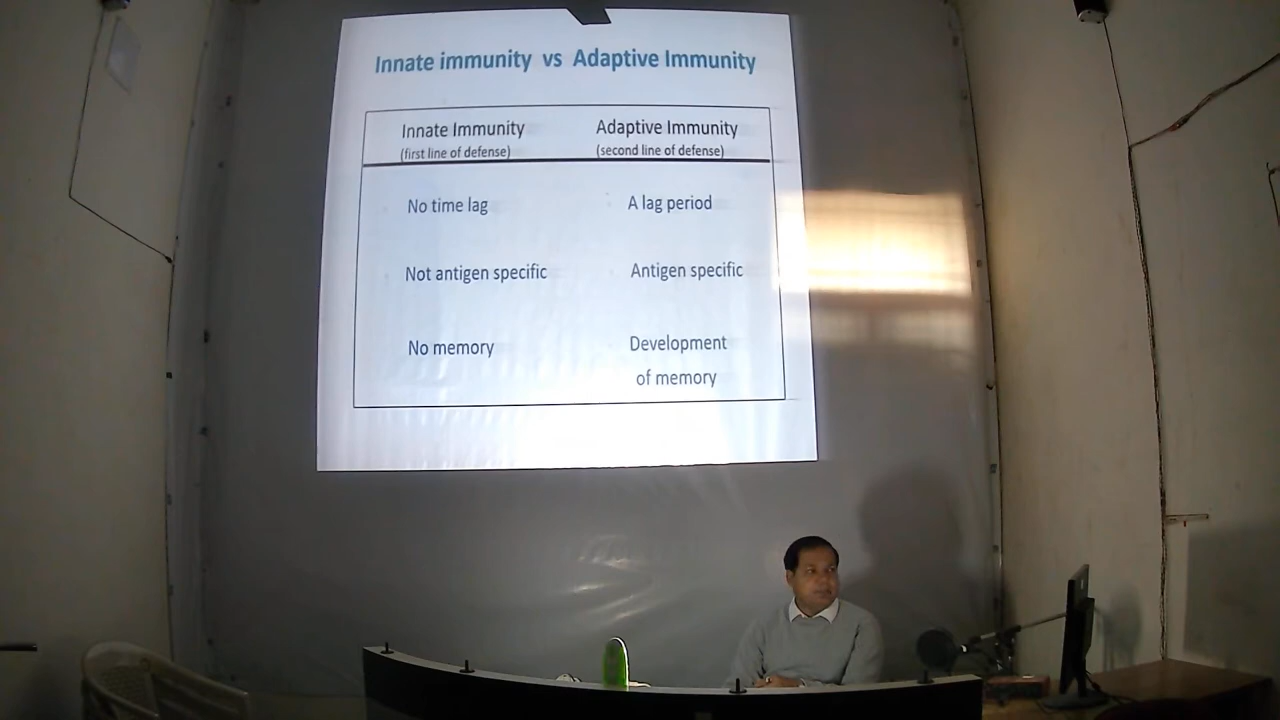 Innate immunity vs Adaptive Immunity
Innate Immunity Adaptive Immunity
(first line of defense) (second line of defense)
No time lag A lag period
Not antigen specific Antigen specific
No memory Development
of memory